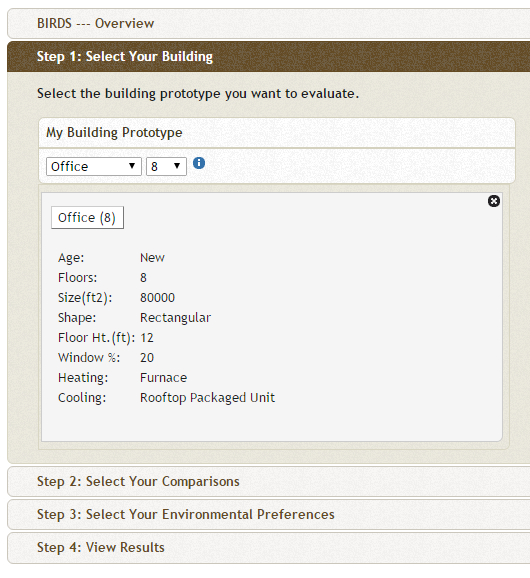 BIRDS --- Overview
Step 1: Select Your Building
Select the building prototype you want to evaluate.
My Building Prototype
Office 8
Office (8)
Age: New
Floors: 8
Size(ft2): 80000
Shape: Rectangular
Floor Ht.(ft): 12
Window %: 20
Heating: Furnace
Cooling: Rooftop Packaged Unit
Step 2: Select Your Comparisons
Step 3: Select Your Environmental Preferences
Step 4: View Results